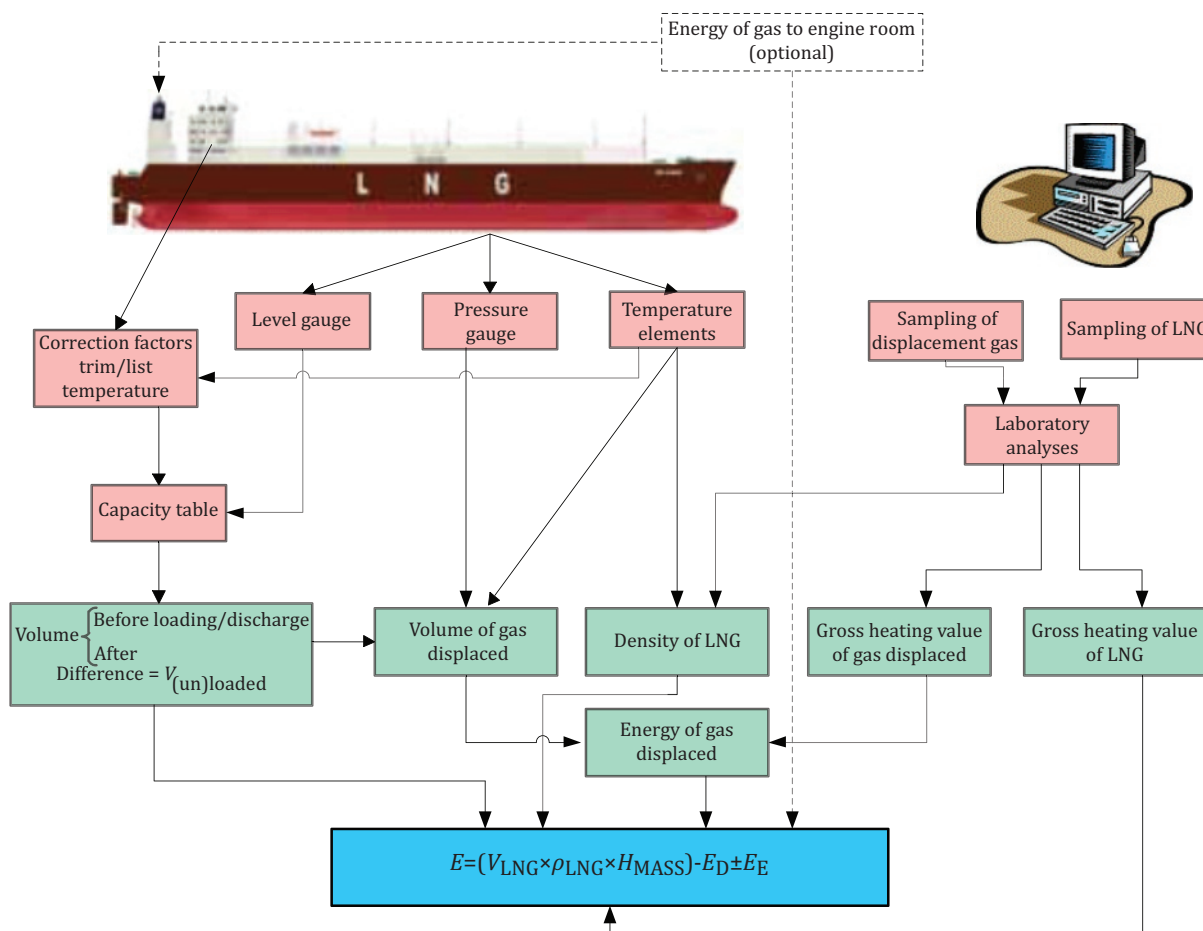 Energy of gas to engine room
(optional)
L N G
Level gauge
Pressure
gauge
Temperature
elements
Sampling of
displacement gas
Sampling of LNG
Correction factors
trim/list
temperature
Laboratory
analyses
Capacity table
Volume { Before loading/discharge
After
Difference = V(un)loaded
Volume of gas
displaced
Density of LNG
Gross heating value
of gas displaced
Gross heating value
of LNG
Energy of gas
displaced
E=(VLNG×ρLNG×HMASS)-ED±EE